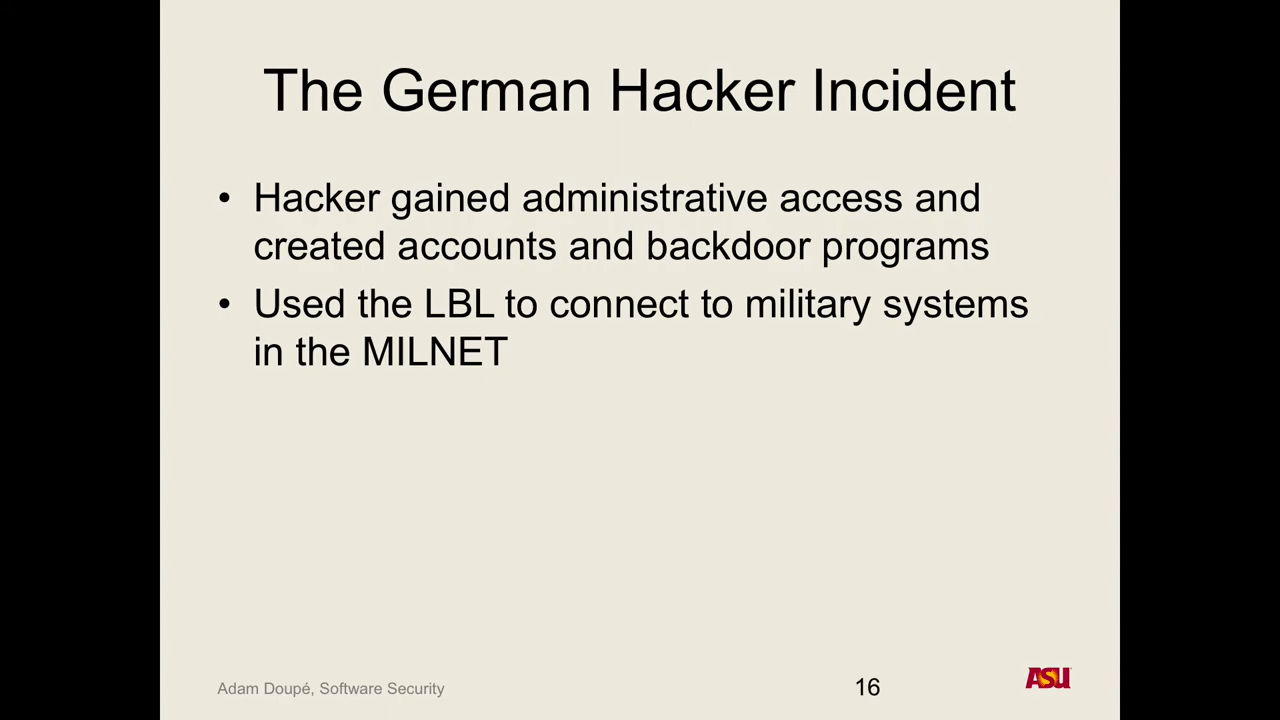 The German Hacker Incident
• Hacker gained administrative access and
created accounts and backdoor programs
• Used the LBL to connect to military systems
in the MILNET
Adam Doupé, Software Security
16
ASU